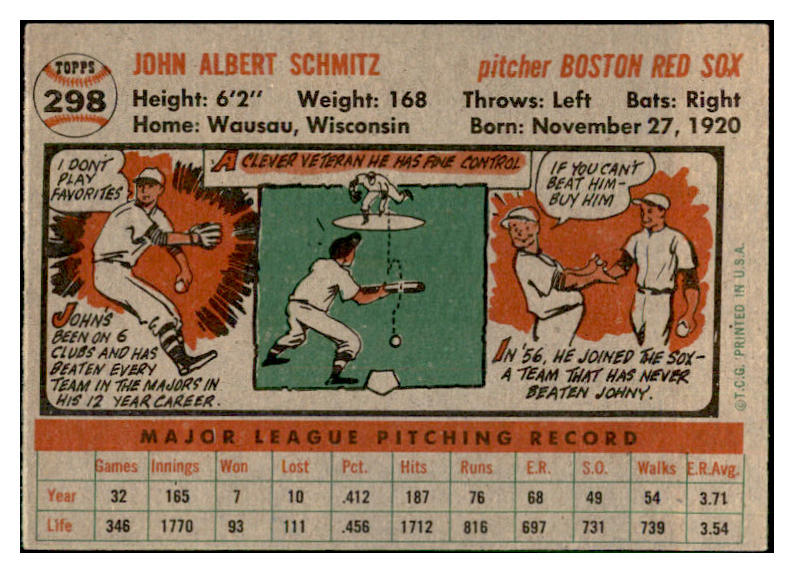 TOPPS
298
JOHN ALBERT SCHMITZ
pitcher BOSTON RED SOX
Height: 6'2" Weight: 168 Throws: Left Bats: Right
Home: Wausau, Wisconsin Born: November 27, 1920
I DON'T
PLAY
FAVORITES
A CLEVER VETERAN HE HAS FINE CONTROL
IF YOU CAN'T
BEAT HIM-
BUY HIM
JOHN'S
BEEN ON 6
CLUBS AND HAS
BEATEN EVERY
TEAM IN THE MAJORS IN
HIS 12 YEAR CAREER.
IN '56, HE JOINED THE SOX-
A TEAM THAT HAS NEVER
BEATEN JOHNY.
©T.C.G. PRINTED IN U.S.A.
MAJOR LEAGUE PITCHING RECORD
Games Innings Won Lost Pct. Hits Runs E.R. S.O. Walks E.R.Avg.
Year 32 165 7 10 .412 187 76 68 49 54 3.71
Life 346 1770 93 111 .456 1712 816 697 731 739 3.54